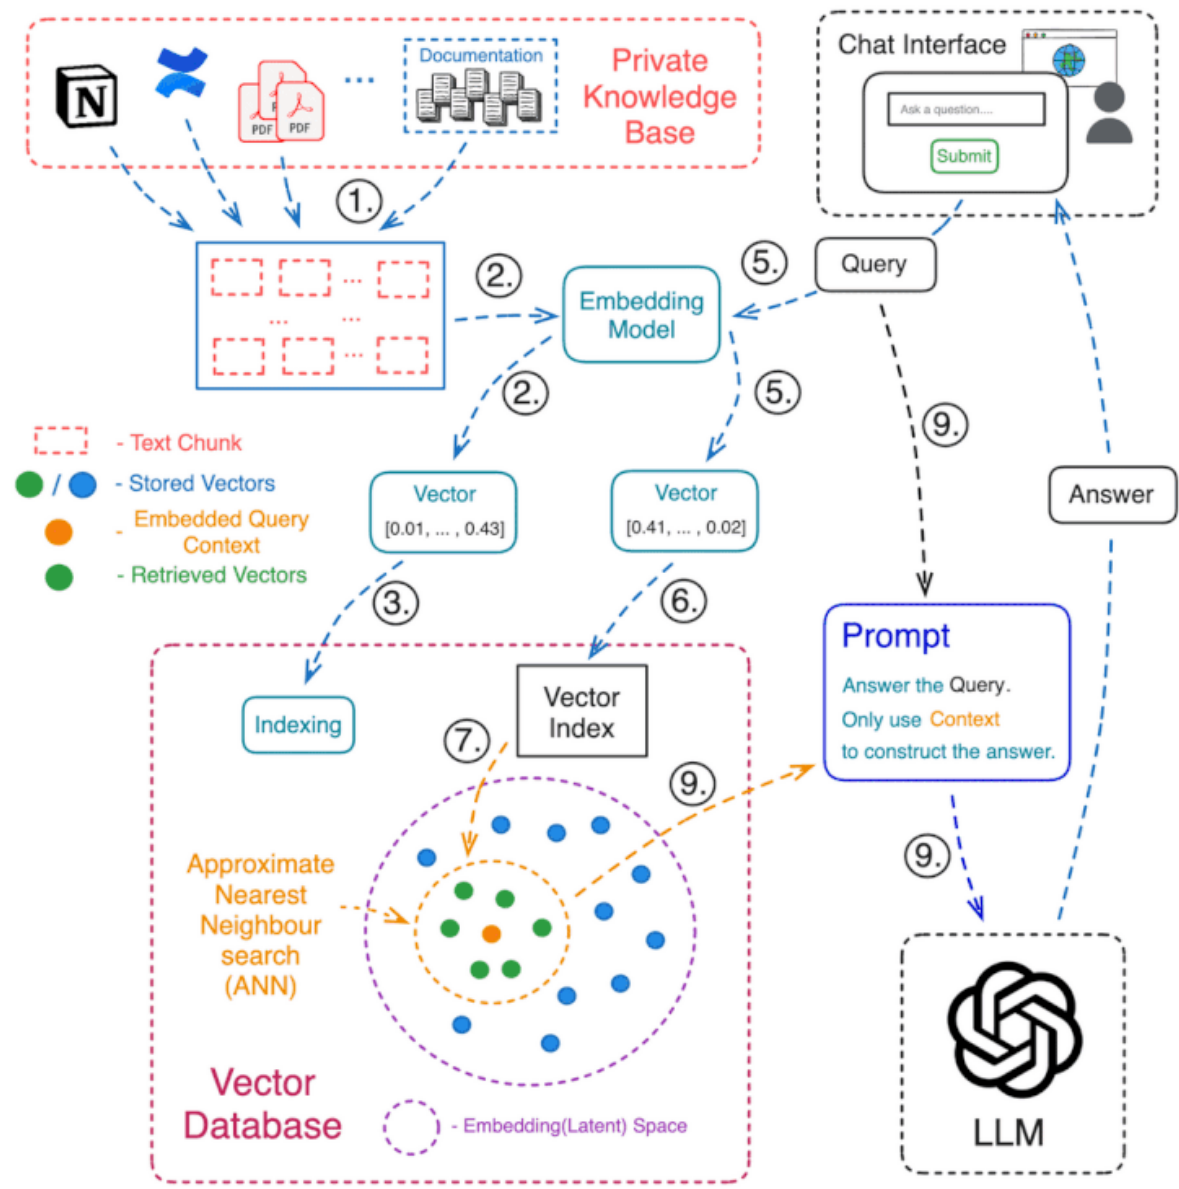 Private
Knowledge
Base
Documentation
N
PDF
PDF
...
1.
Chat Interface
Ask a question....
Submit
Query
2.
Embedding
Model
5.
...
...
...
...
2.
5.
9.
- Text Chunk
/ - Stored Vectors
- Embedded Query
Context
- Retrieved Vectors
Vector
[0.01, ... , 0.43]
Vector
[0.41, ... , 0.02]
Answer
3.
6.
Prompt
Answer the Query.
Only use Context
to construct the answer.
Indexing
Vector
Index
7.
9.
9.
Approximate
Nearest
Neighbour
search
(ANN)
Vector
Database
- Embedding(Latent) Space
LLM